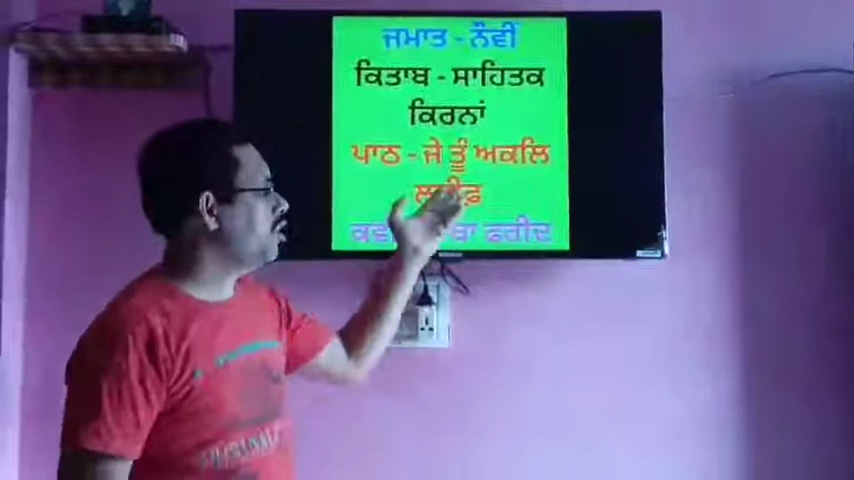 ਜਮਾਤ - ਨੌਵੀਂ
ਕਿਤਾਬ - ਸਾਹਿਤਕ
ਕਿਰਨਾਂ
ਪਾਠ - ਜੇ ਤੂੰ ਅਕਲਿ
ਫਰੀਦ